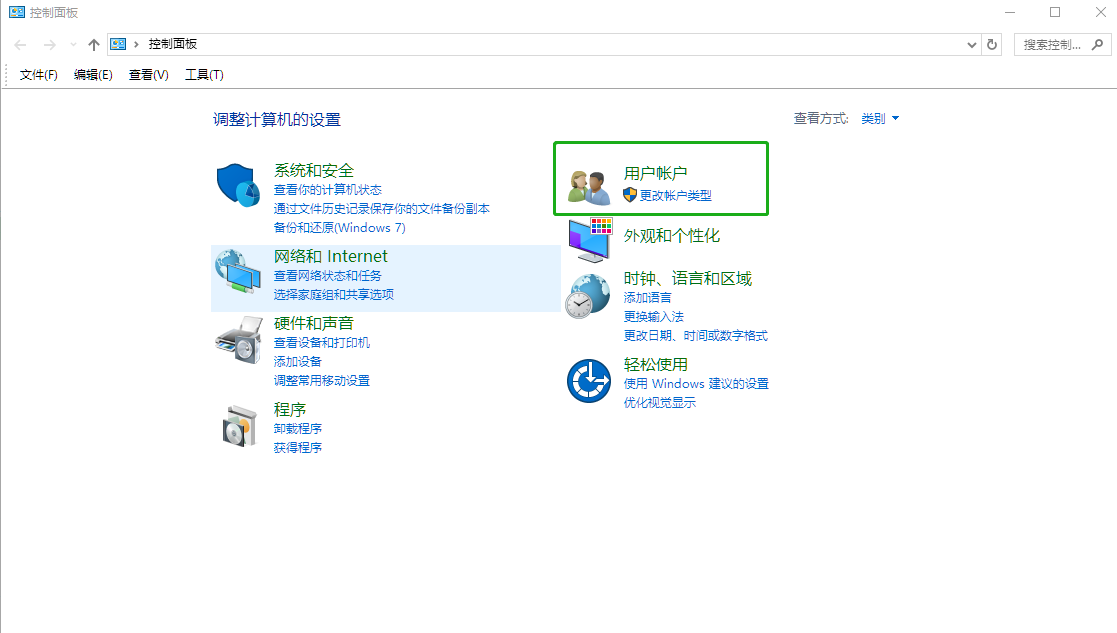 控制面板
控制面板
搜索控制...
文件(F) 编辑(E) 查看(V) 工具(T)
调整计算机的设置
查看方式: 类别
系统和安全
查看你的计算机状态
通过文件历史记录保存你的文件备份副本
备份和还原(Windows 7)
网络和 Internet
查看网络状态和任务
选择家庭组和共享选项
硬件和声音
查看设备和打印机
添加设备
调整常用移动设置
程序
卸载程序
获得程序
用户帐户
更改帐户类型
外观和个性化
时钟、语言和区域
添加语言
更换输入法
更改日期、时间或数字格式
轻松使用
使用 Windows 建议的设置
优化视觉显示